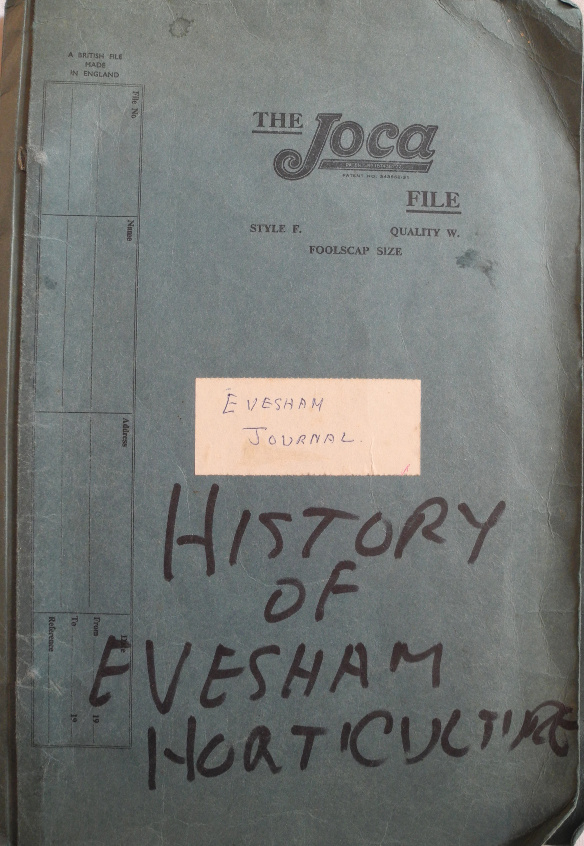 A BRITISH FILE
MADE
IN ENGLAND
File No
Name
Address
Date
From 19
To 19
Reference
THE Joca
FILE
STYLE F. QUALITY W.
FOOLSCAP SIZE
EVESHAM
JOURNAL.
HISTORY
OF
EVESHAM
HORTICULTURE